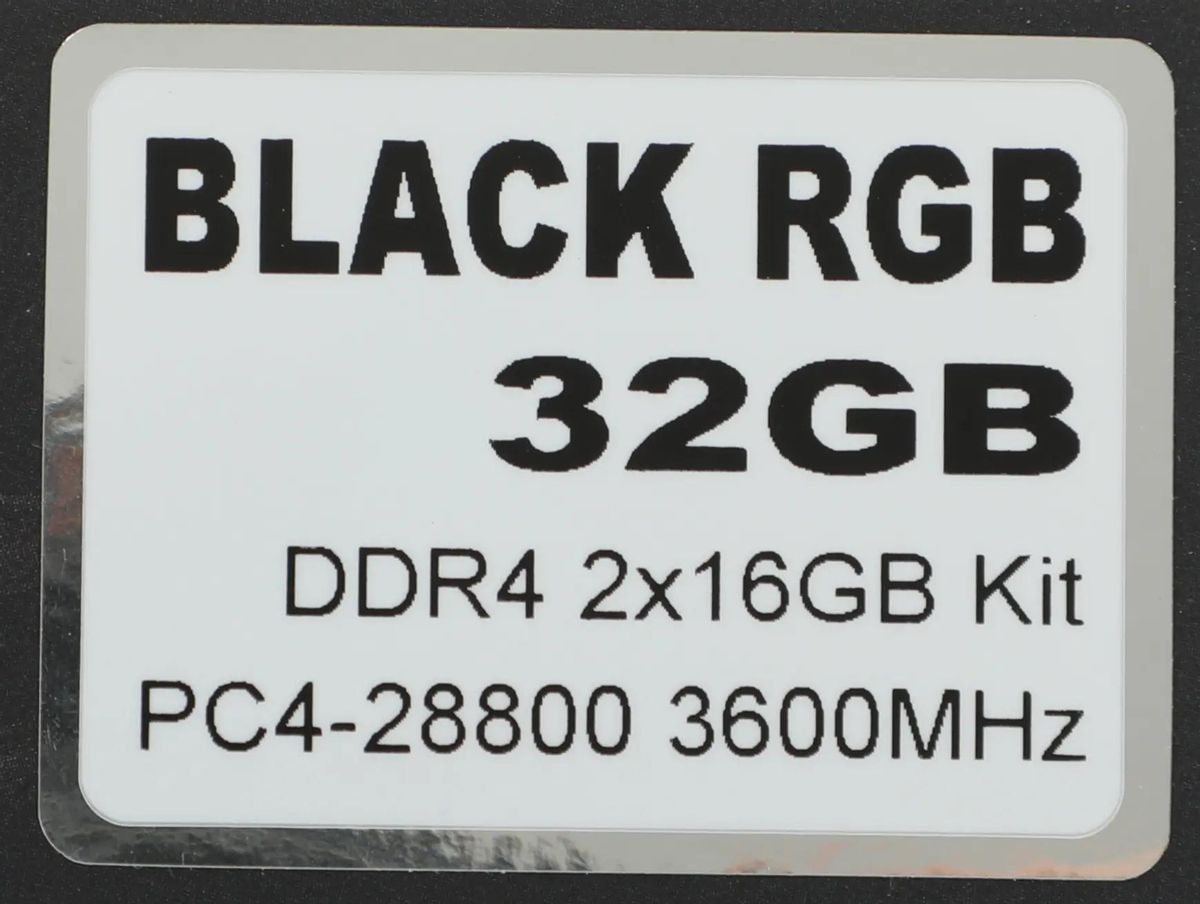 BLACK RGB
32GB
DDR4 2x16GB Kit
PC4-28800 3600MHz